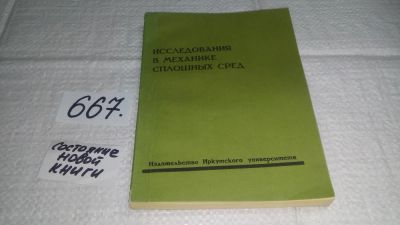 667.
состояние
новой
книги
ИССЛЕДОВАНИЯ
В МЕХАНИКЕ
СПЛОШНЫХ СРЕД
Издательство Иркутского университета